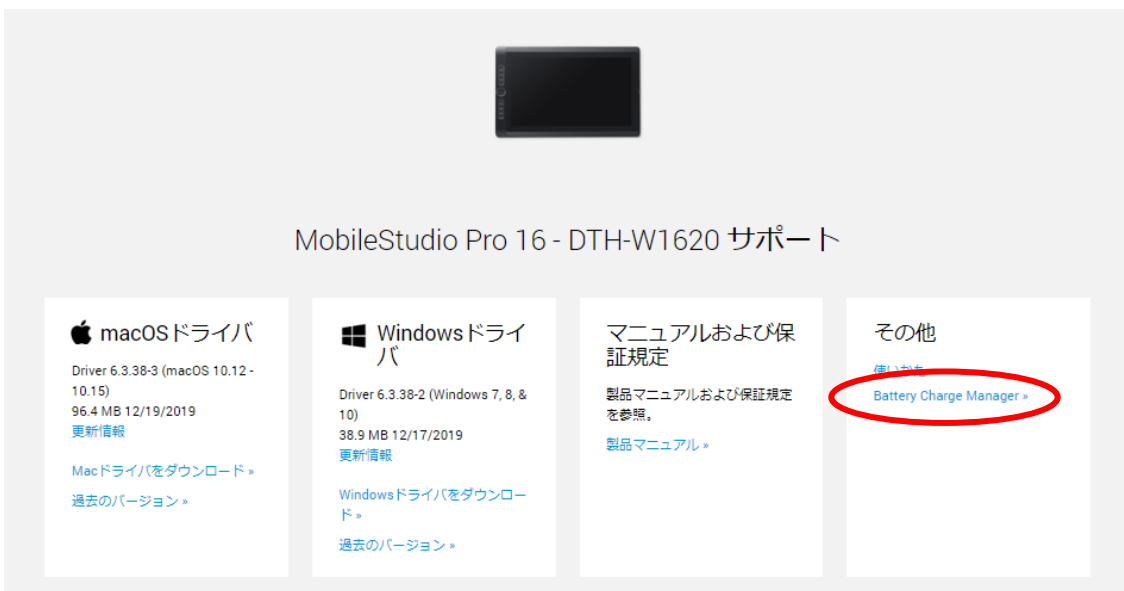 MobileStudio Pro 16 - DTH-W1620 サポート
macOSドライバ
Driver 6.3.38-3 (macOS 10.12 -
10.15)
96.4 MB 12/19/2019
更新情報
Macドライバをダウンロード »
過去のバージョン »
Windowsドライ
バ
Driver 6.3.38-2 (Windows 7, 8, &
10)
38.9 MB 12/17/2019
更新情報
Windowsドライバをダウンロー
ド »
過去のバージョン »
マニュアルおよび保
証規定
製品マニュアルおよび保証規定
を参照。
製品マニュアル »
その他
使いかた
Battery Charge Manager »